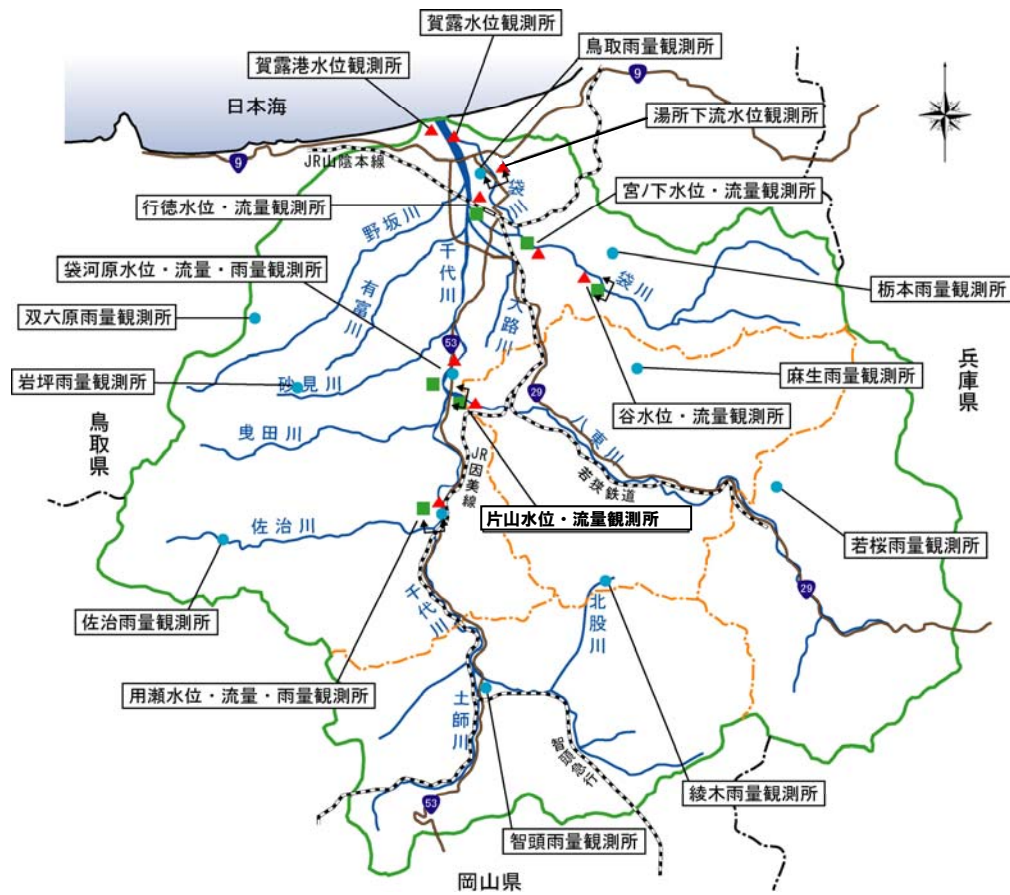 賀露水位観測所
鳥取雨量観測所
賀露港水位観測所
9
日本海
湯所下流水位観測所
JR山陰本線
9
袋川
宮ノ下水位・流量観測所
行徳水位・流量観測所
野坂川
千代川
袋河原水位・流量・雨量観測所
有富川
大路川
袋川
栃本雨量観測所
双六原雨量観測所
53
兵庫県
麻生雨量観測所
岩坪雨量観測所
砂見川
29
谷水位・流量観測所
鳥取県
曳田川
八東川
JR因美線
若狭鉄道
片山水位・流量観測所
佐治川
若桜雨量観測所
29
千代川
北股川
佐治雨量観測所
用瀬水位・流量・雨量観測所
土師川
智頭急行
綾木雨量観測所
53
智頭雨量観測所
岡山県